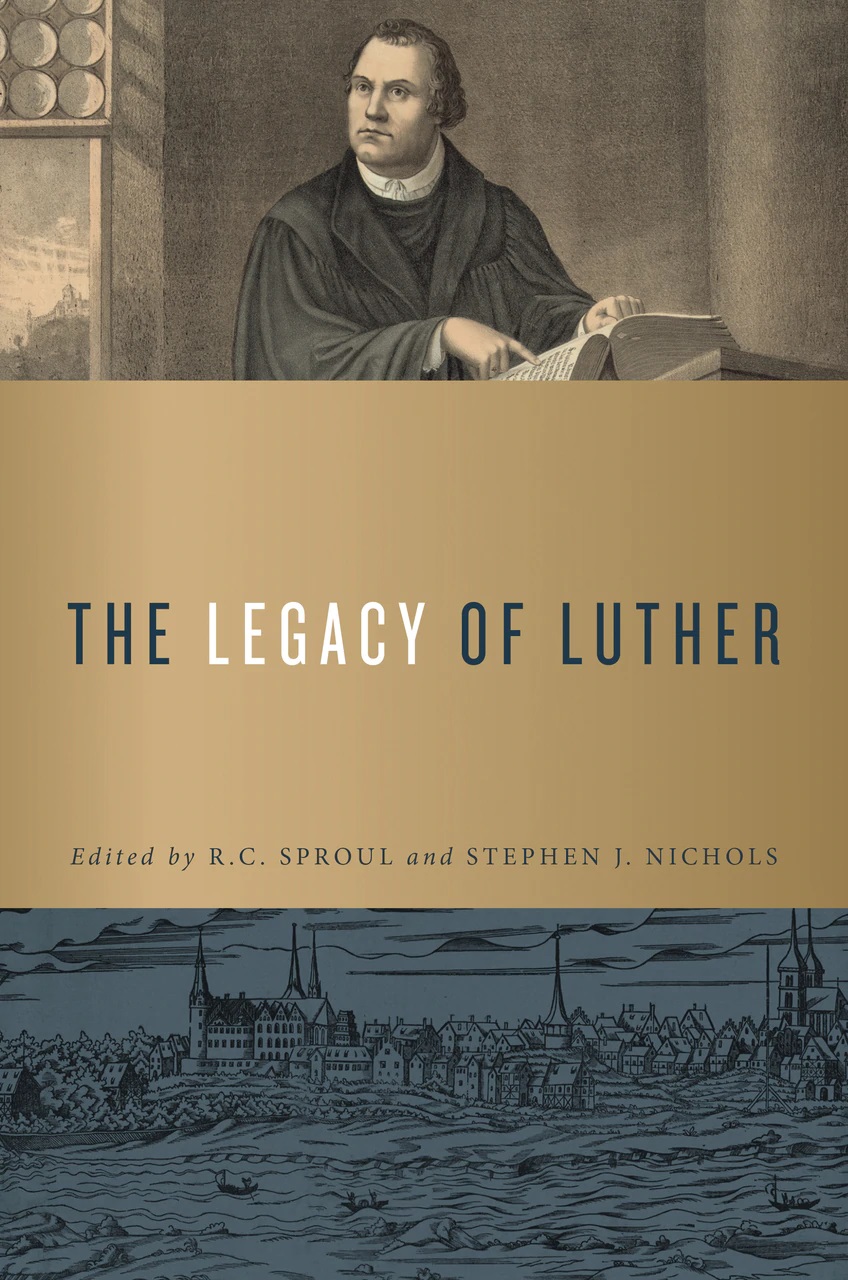 THE LEGACY OF LUTHER
Edited by R.C. SPROUL and STEPHEN J. NICHOLS